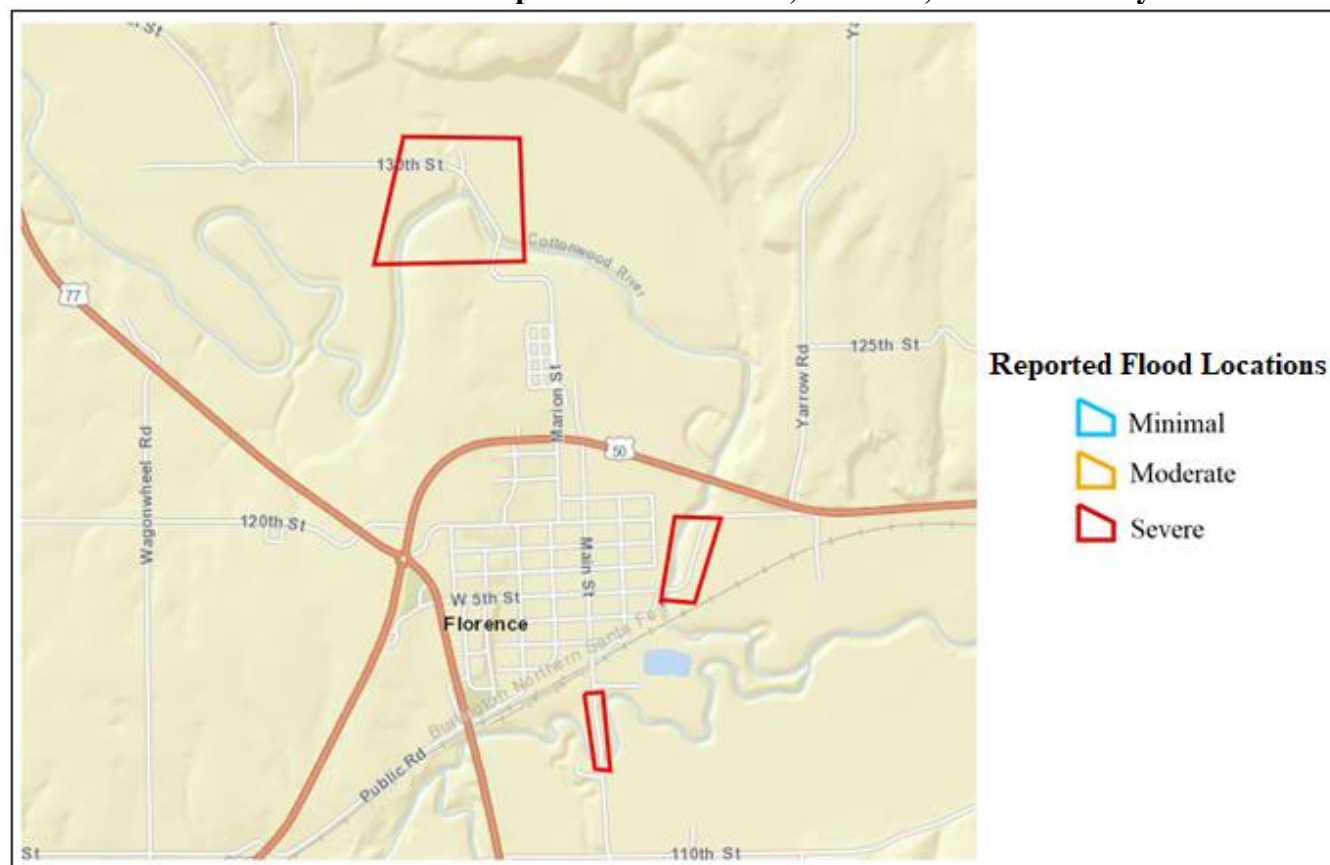 130th St
Cottonwood River
77
125th St
Yarrow Rd
Marion St
50
Wagonwheel Rd
120th St
Main St
W 5th St
Florence
Burlington Northern Santa Fe
Public Rd
St
110th St
Reported Flood Locations
Minimal
Moderate
Severe